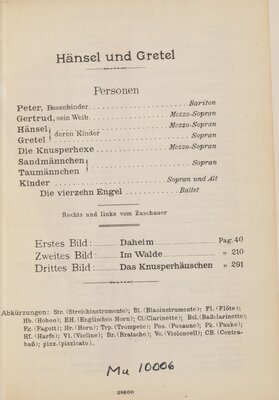 Hänsel und Gretel
Personen
Peter, Besenbinder Bariton
Gertrud, sein Weib Mezzo-Sopran
Hänsel Mezzo-Sopran
deren Kinder
Gretel Sopran
Die Knusperhexe Mezzo-Sopran
Sandmännchen
Sopran
Taumännchen
Kinder Sopran und Alt
Die vierzehn Engel Ballet
Rechts und links vom Zuschauer
Erstes Bild: Daheim Pag. 40
Zweites Bild: Im Walde „ 210
Drittes Bild: Das Knusperhäuschen „ 291
Abkürzungen: Str. (Streichinstrumente); Bl. (Blasinstrumente); Fl. (Flöte);
Hb. (Hoboe); EH. (Englisches Horn); Cl. (Clarinette); Bcl. (Baßclarinette);
Fg. (Fagott); Hr. (Horn); Trp. (Trompete); Pos. (Posaune); Pk. (Pauke);
Hf. (Harfe); Vl. (Violine); Br. (Bratsche); Vc. (Violoncell); CB. (Contra-
baß); pizz. (pizzicato).
Mu 10006
28600